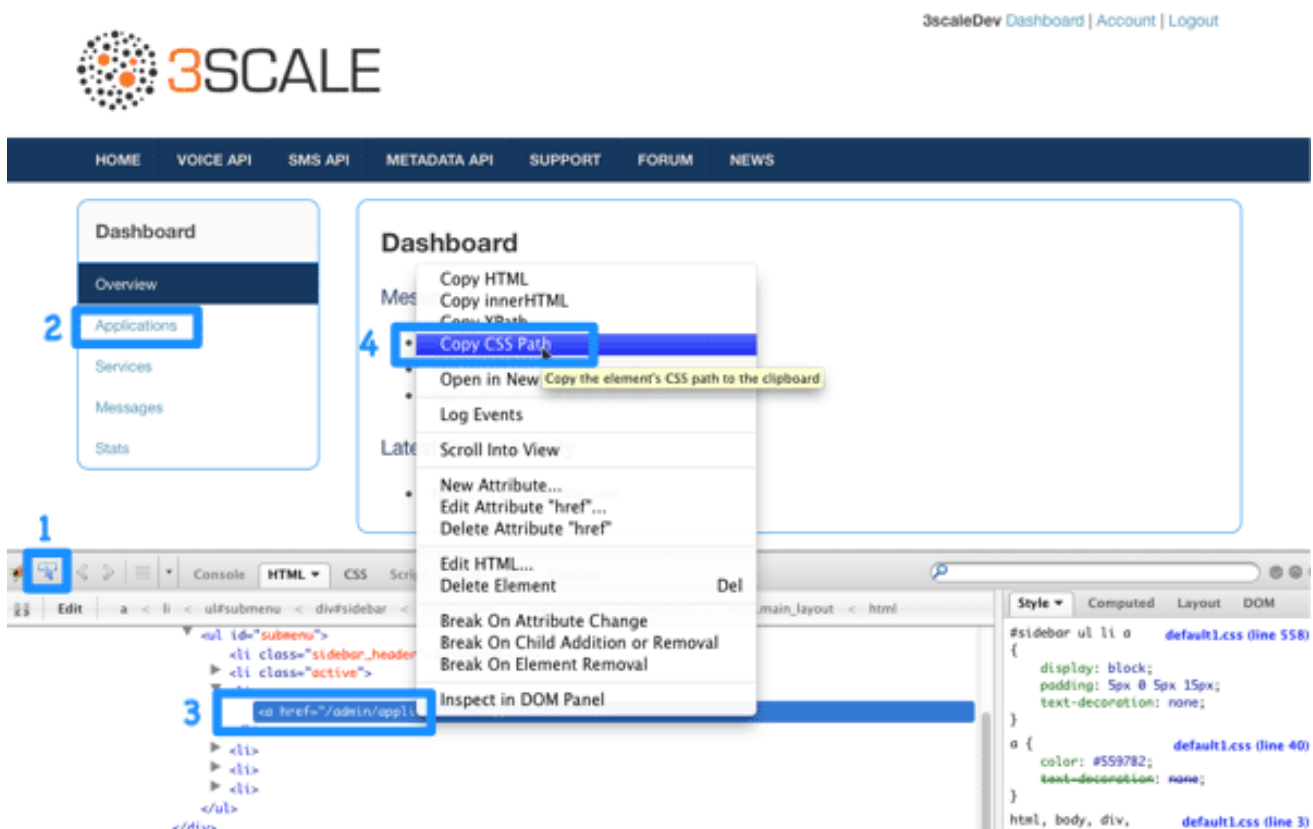 3scaleDev Dashboard | Account | Logout
3SCALE
HOME VOICE API SMS API METADATA API SUPPORT FORUM NEWS
Dashboard
Overview
2 Applications
Services
Messages
Stats
Dashboard
Mes
Late
Copy HTML
Copy innerHTML
Copy XPath
4 Copy CSS Path
Open in New
Copy the element's CSS path to the clipboard
Log Events
Scroll Into View
New Attribute...
Edit Attribute "href"...
Delete Attribute "href"
Edit HTML...
Delete Element Del
Break On Attribute Change
Break On Child Addition or Removal
Break On Element Removal
Inspect in DOM Panel
1
Console HTML CSS Scri
Edit a < li < ul#submenu < div#sidebar < .main_layout < html
<ul id="submenu">
<li class="sidebar_header
<li class="active">
3 <a href="/admin/appli
<li>
<li>
<li>
</ul>
</div>
Style Computed Layout DOM
#sidebar ul li a default1.css (line 558)
{
display: block;
padding: 5px 0 5px 15px;
text-decoration: none;
}
a { default1.css (line 40)
color: #559782;
text-decoration: none;
}
html, body, div, default1.css (line 3)